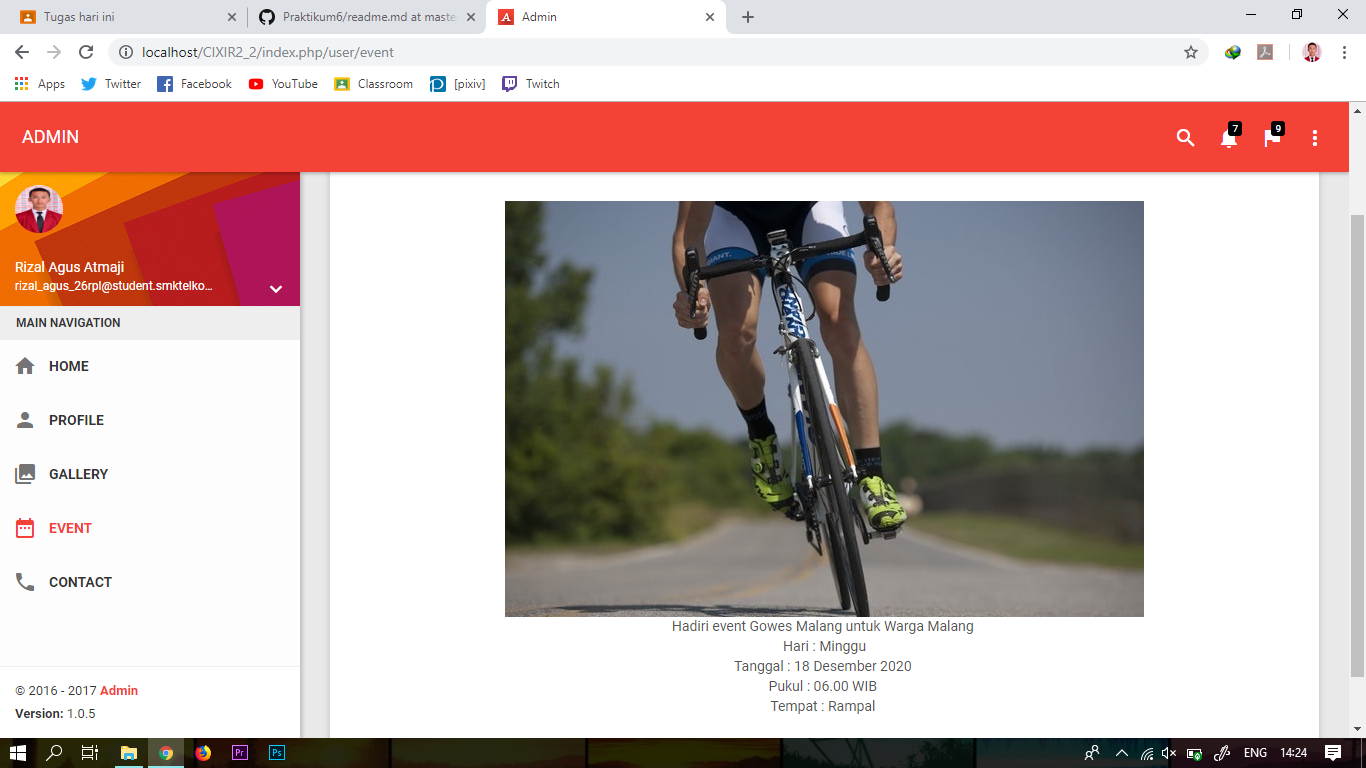 Tugas hari ini
Praktikum6/readme.md at maste
Admin
localhost/CIXIR2_2/index.php/user/event
Apps
Twitter
Facebook
YouTube
Classroom
[pixiv]
Twitch
ADMIN
7
9
Rizal Agus Atmaji
rizal_agus_26rpl@student.smktelko...
MAIN NAVIGATION
HOME
PROFILE
GALLERY
EVENT
CONTACT
© 2016 - 2017 Admin
Version: 1.0.5
GIANT
Hadiri event Gowes Malang untuk Warga Malang
Hari : Minggu
Tanggal : 18 Desember 2020
Pukul : 06.00 WIB
Tempat : Rampal
Pr
Ps
ENG
14:24